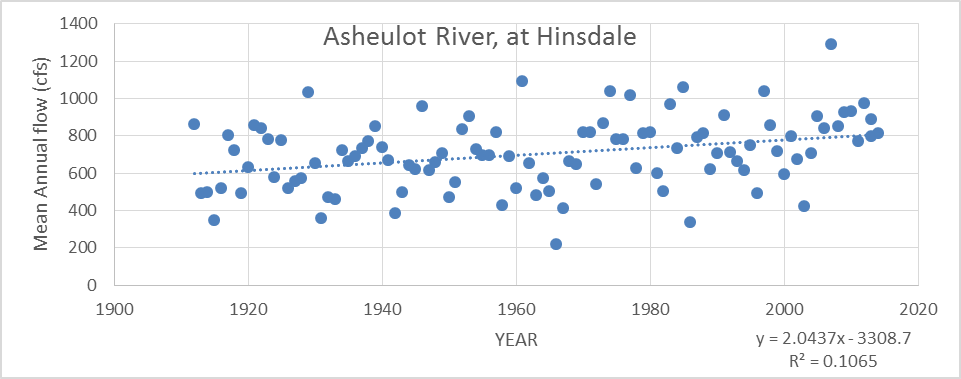 Asheulot River, at Hinsdale
Mean Annual flow (cfs)
1400
1200
1000
800
600
400
200
0
1900 1920 1940 1960 1980 2000 2020
YEAR
y = 2.0437x - 3308.7
R² = 0.1065